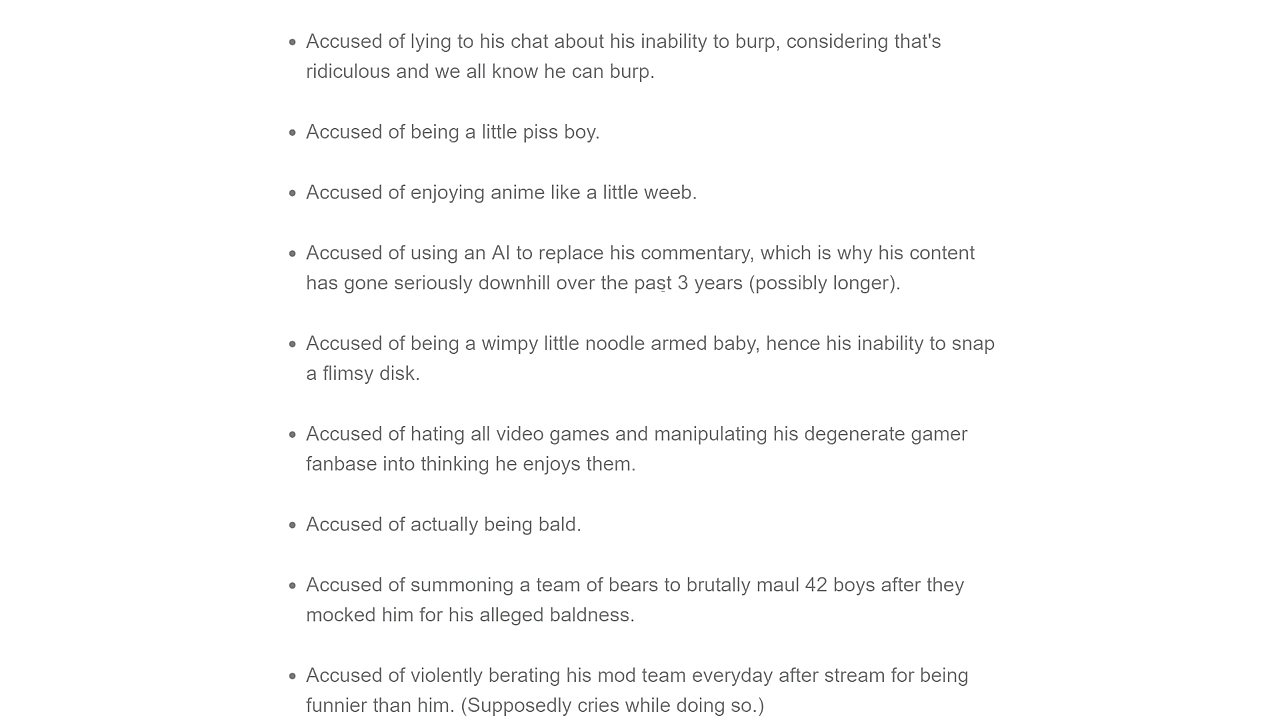 • Accused of lying to his chat about his inability to burp, considering that's
ridiculous and we all know he can burp.
• Accused of being a little piss boy.
• Accused of enjoying anime like a little weeb.
• Accused of using an AI to replace his commentary, which is why his content
has gone seriously downhill over the past 3 years (possibly longer).
• Accused of being a wimpy little noodle armed baby, hence his inability to snap
a flimsy disk.
• Accused of hating all video games and manipulating his degenerate gamer
fanbase into thinking he enjoys them.
• Accused of actually being bald.
• Accused of summoning a team of bears to brutally maul 42 boys after they
mocked him for his alleged baldness.
• Accused of violently berating his mod team everyday after stream for being
funnier than him. (Supposedly cries while doing so.)